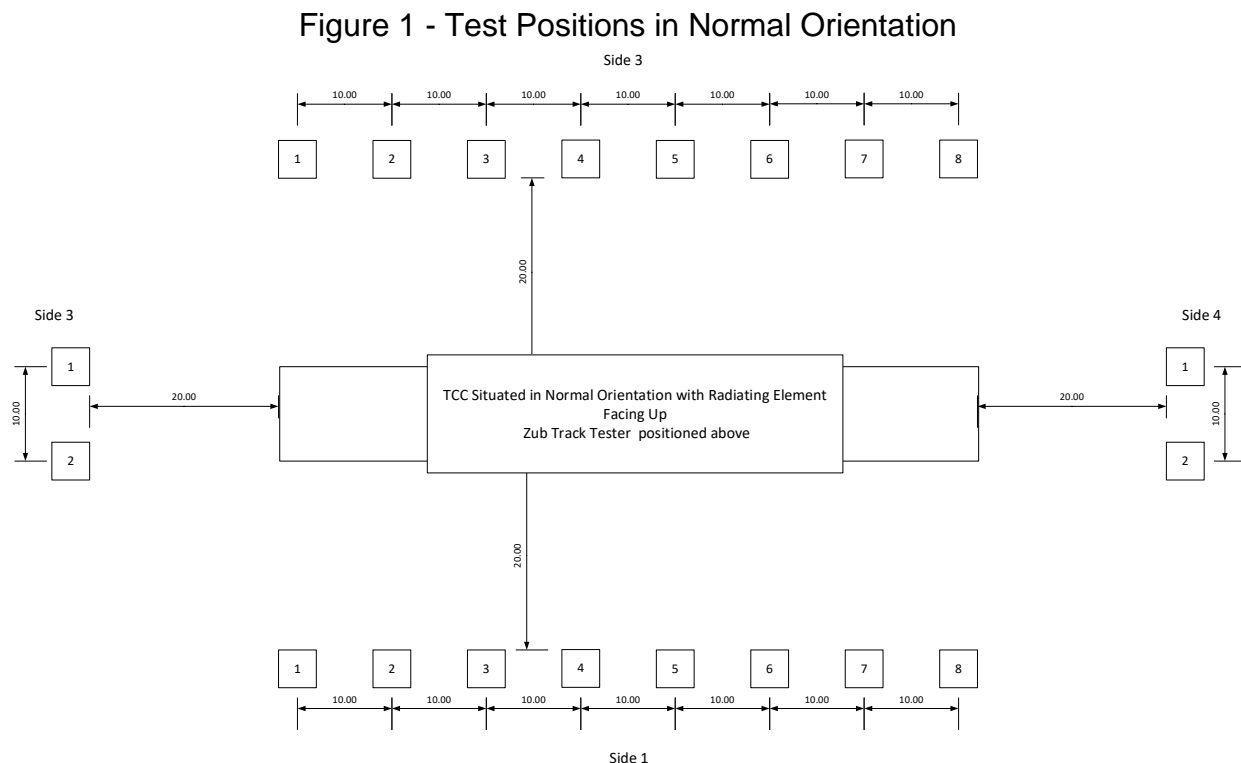 Figure 1 - Test Positions in Normal Orientation
Side 3
10.00 10.00 10.00 10.00 10.00 10.00 10.00
1 2 3 4 5 6 7 8
20.00
Side 3
Side 4
1
1
10.00
20.00
TCC Situated in Normal Orientation with Radiating Element
Facing Up
Zub Track Tester positioned above
20.00
10.00
2
2
20.00
1 2 3 4 5 6 7 8
10.00 10.00 10.00 10.00 10.00 10.00 10.00
Side 1